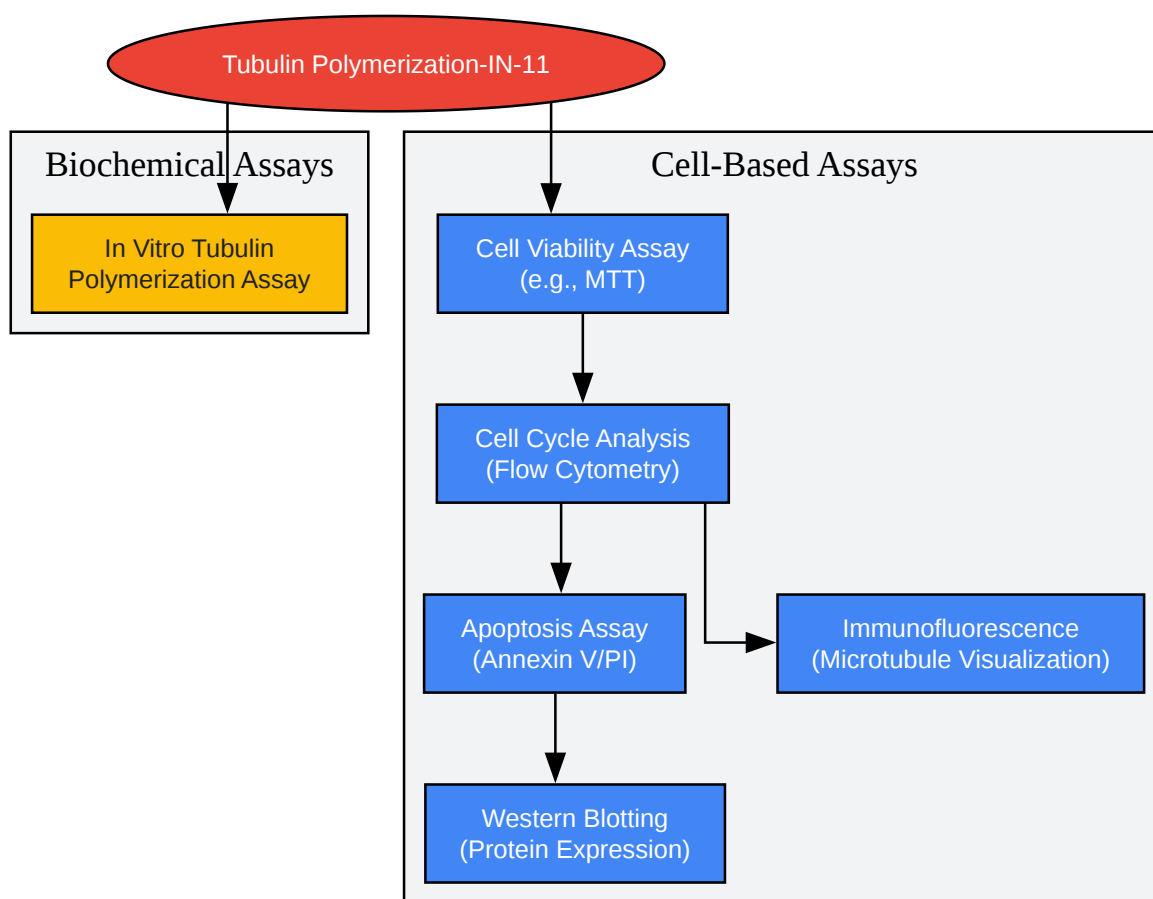 Tubulin Polymerization-IN-11
Biochemical Assays
In Vitro Tubulin
Polymerization Assay
Cell-Based Assays
Cell Viability Assay
(e.g., MTT)
Cell Cycle Analysis
(Flow Cytometry)
Apoptosis Assay
(Annexin V/PI)
Immunofluorescence
(Microtubule Visualization)
Western Blotting
(Protein Expression)